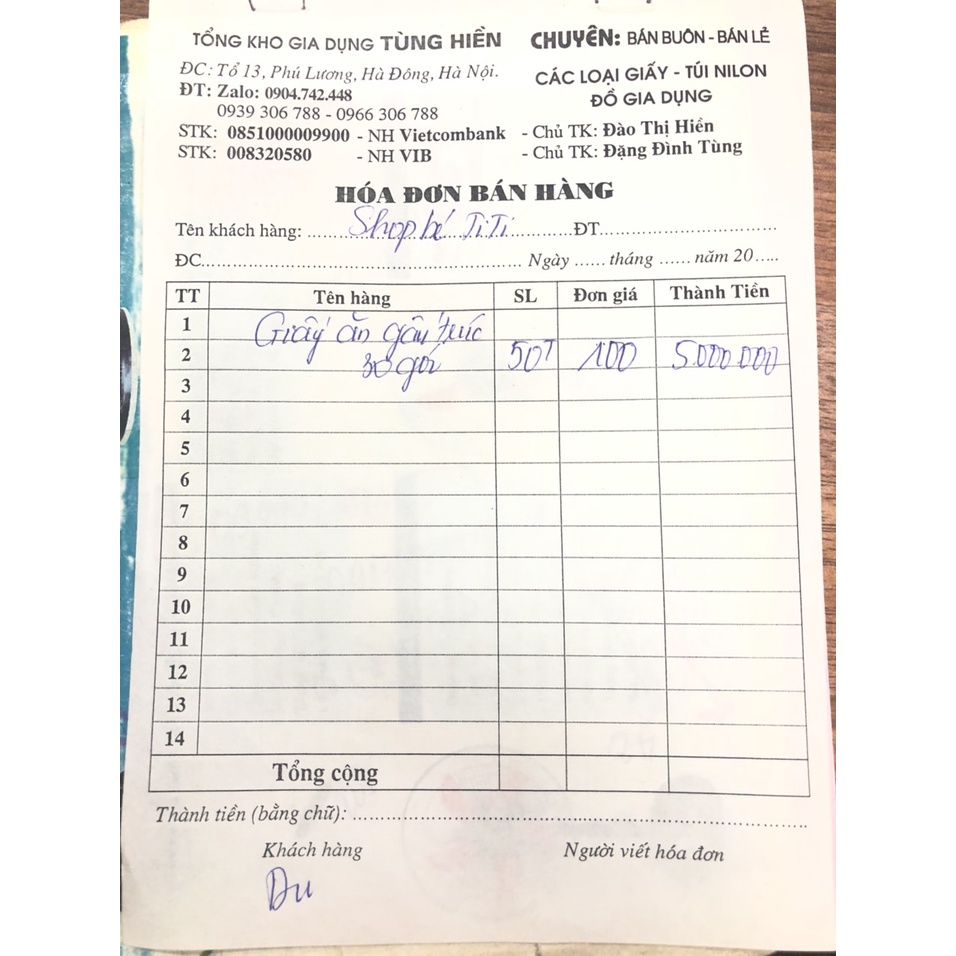 TỔNG KHO GIA DỤNG TÙNG HIỀN
ĐC: Tổ 13, Phú Lương, Hà Đông, Hà Nội.
ĐT: Zalo: 0904.742.448
0939 306 788 - 0966 306 788
CHUYÊN: BÁN BUÔN - BÁN LẺ
CÁC LOẠI GIẤY - TÚI NILON
ĐỒ GIA DỤNG
STK: 0851000009900 - NH Vietcombank - Chủ TK: Đào Thị Hiền
STK: 008320580 - NH VIB - Chủ TK: Đặng Đình Tùng
HÓA ĐƠN BÁN HÀNG
Tên khách hàng: Shop bé TiTi ĐT
ĐC Ngày ...... tháng ...... năm 20.....
TT Tên hàng SL Đơn giá Thành Tiền
1 Giấy ăn gấu trúc
2 30 gói 50T 100 5.000.000
3
4
5
6
7
8
9
10
11
12
13
14
Tổng cộng
Thành tiền (bằng chữ):
Khách hàng Người viết hóa đơn
Du